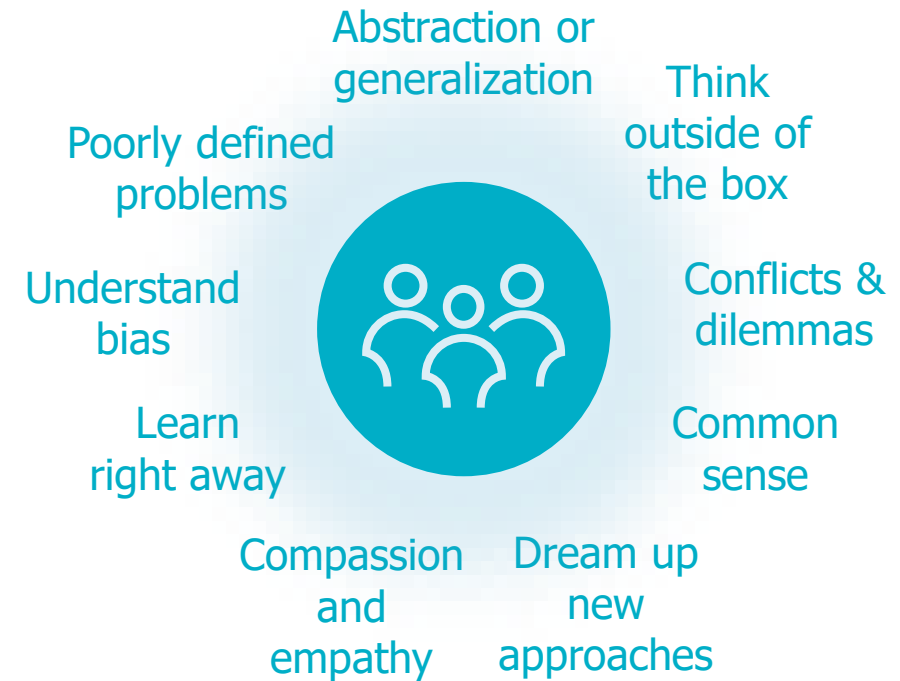 Abstraction or
generalization
Think
outside of
the box
Conflicts &
dilemmas
Common
sense
Dream up
new
approaches
Compassion
and
empathy
Learn
right away
Understand
bias
Poorly defined
problems